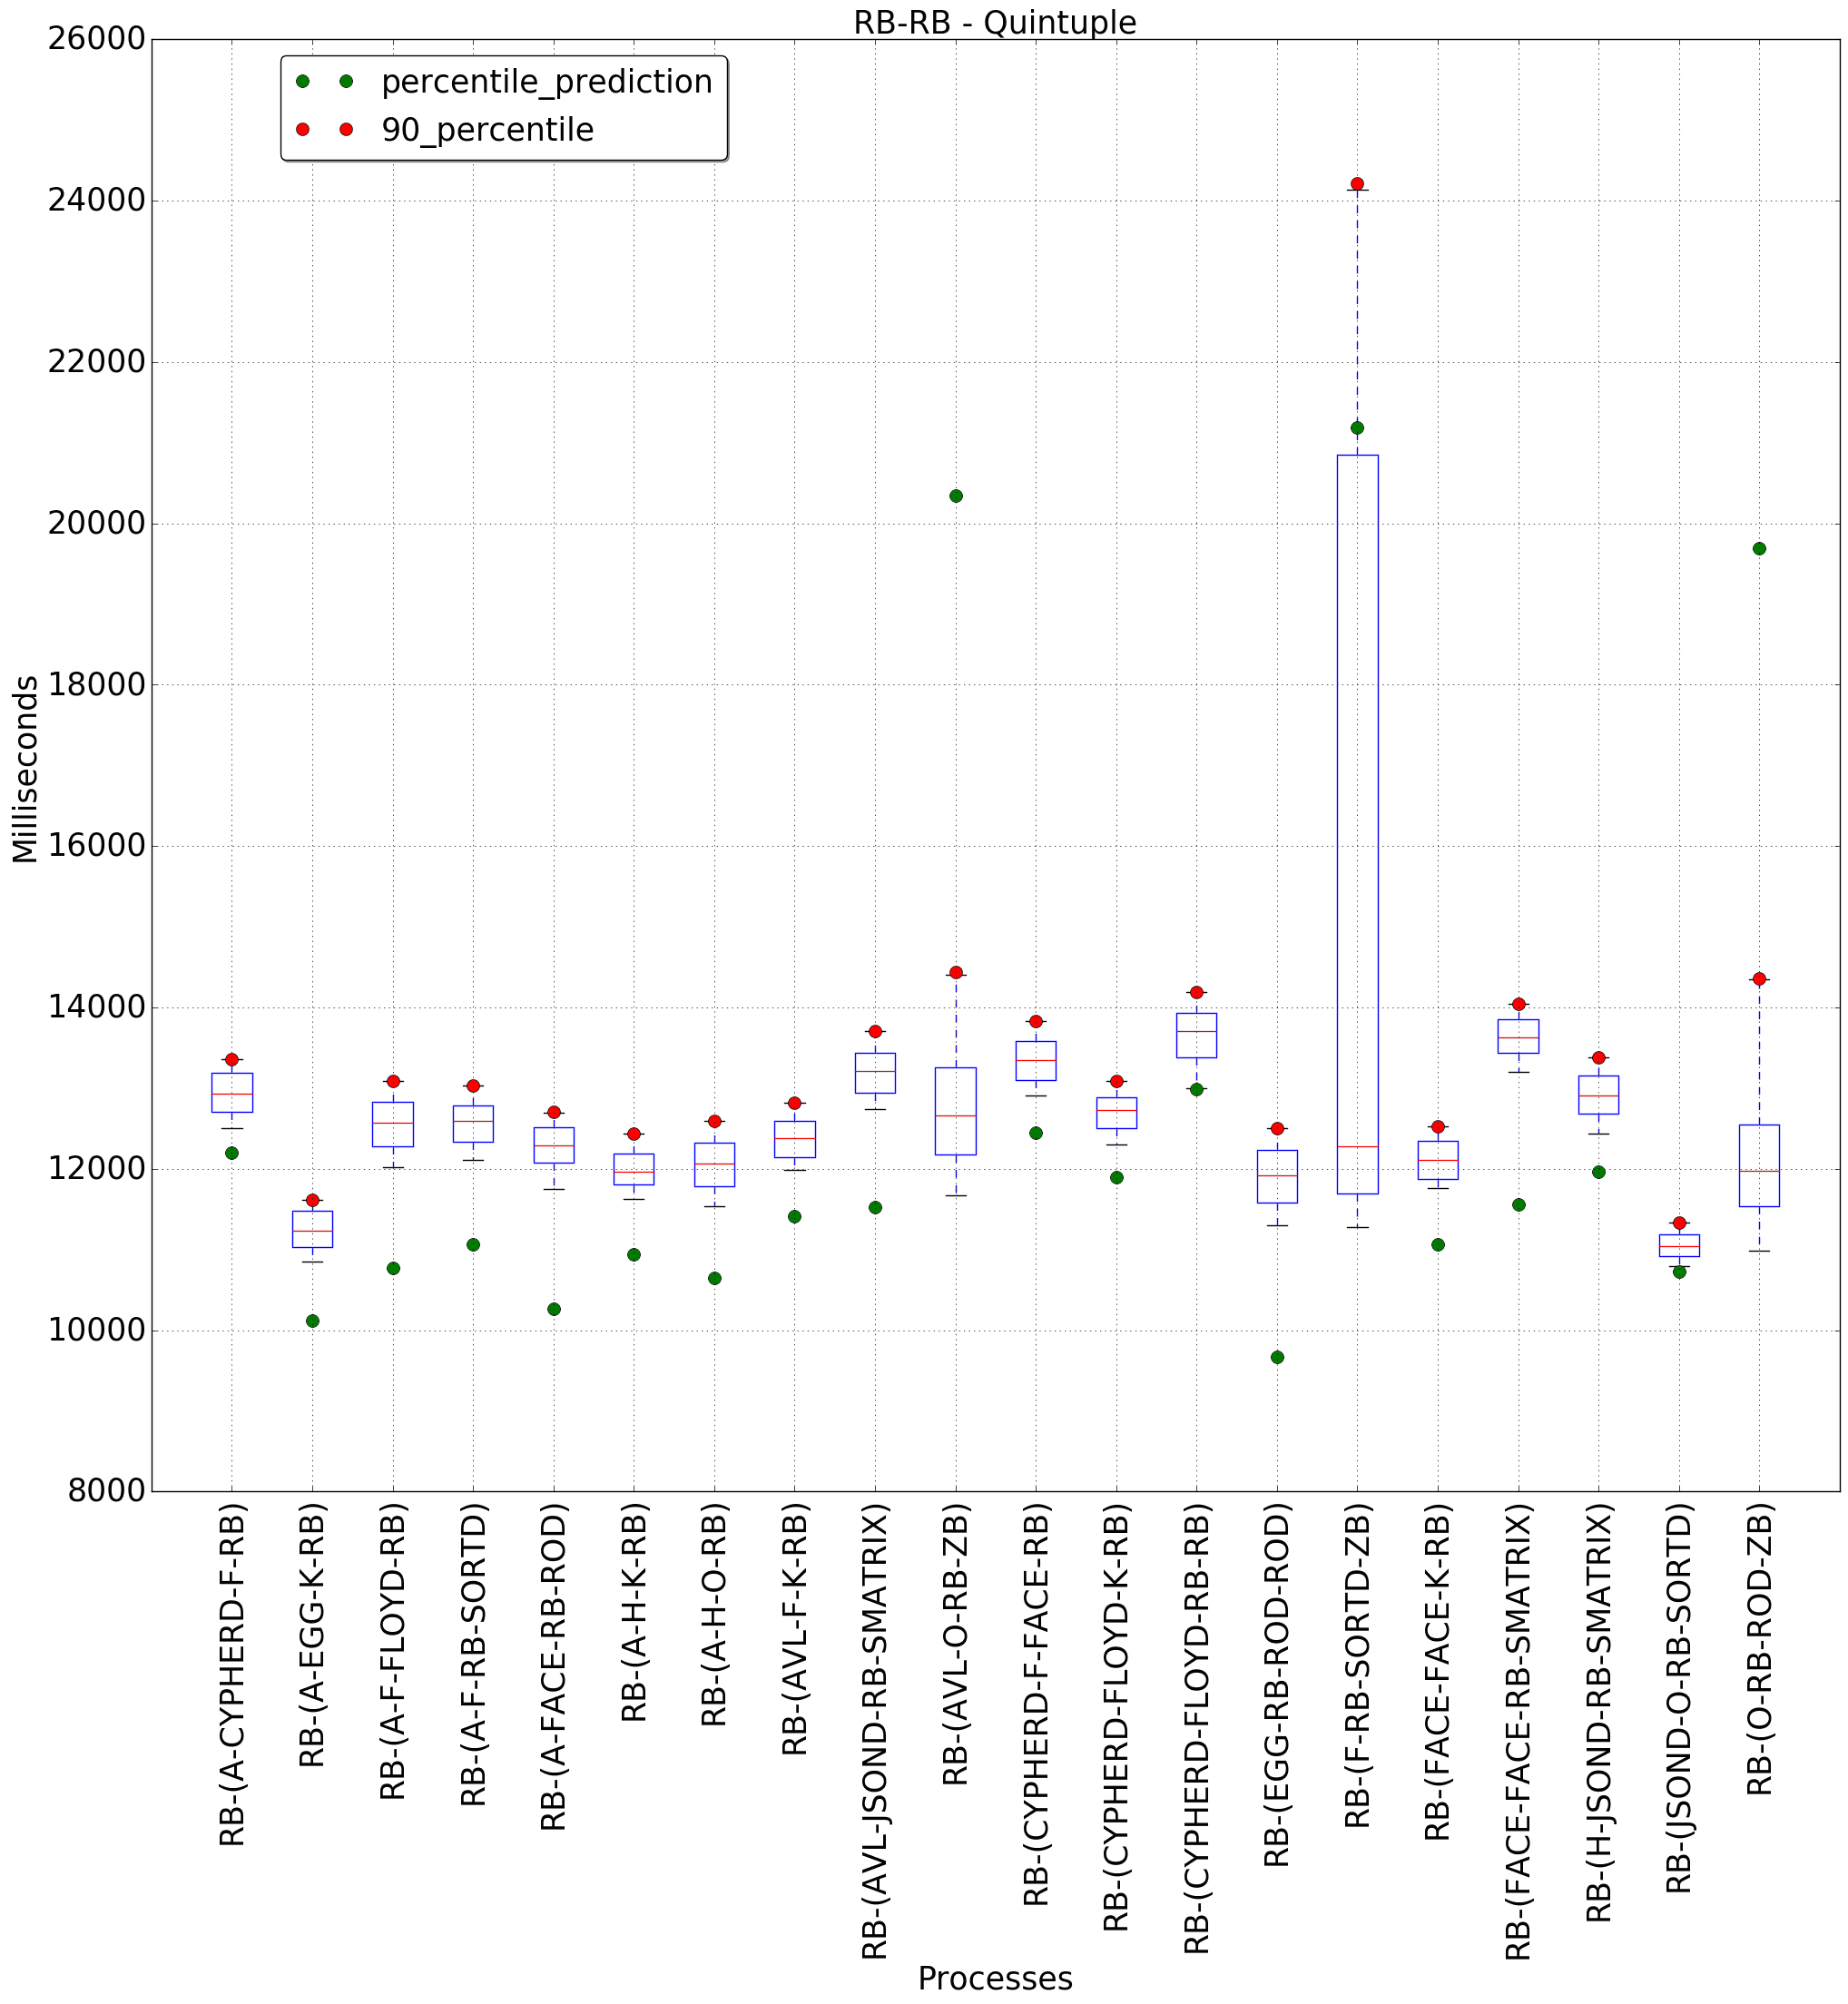 RB-RB - Quintuple
percentile_prediction
90_percentile
26000
24000
22000
20000
18000
16000
14000
12000
10000
8000
Milliseconds
RB-(A-CYPHERD-F-RB)
RB-(A-EGG-K-RB)
RB-(A-F-FLOYD-RB)
RB-(A-F-RB-SORTD)
RB-(A-FACE-RB-ROD)
RB-(A-H-K-RB)
RB-(A-H-O-RB)
RB-(AVL-F-K-RB)
RB-(AVL-JSOND-RB-SMATRIX)
RB-(AVL-O-RB-ZB)
RB-(CYPHERD-F-FACE-RB)
RB-(CYPHERD-FLOYD-K-RB)
RB-(CYPHERD-FLOYD-RB-RB)
RB-(EGG-RB-ROD-ROD)
RB-(F-RB-SORTD-ZB)
RB-(FACE-FACE-K-RB)
RB-(FACE-FACE-RB-SMATRIX)
RB-(H-JSOND-RB-SMATRIX)
RB-(JSOND-O-RB-SORTD)
RB-(O-RB-ROD-ZB)
Processes